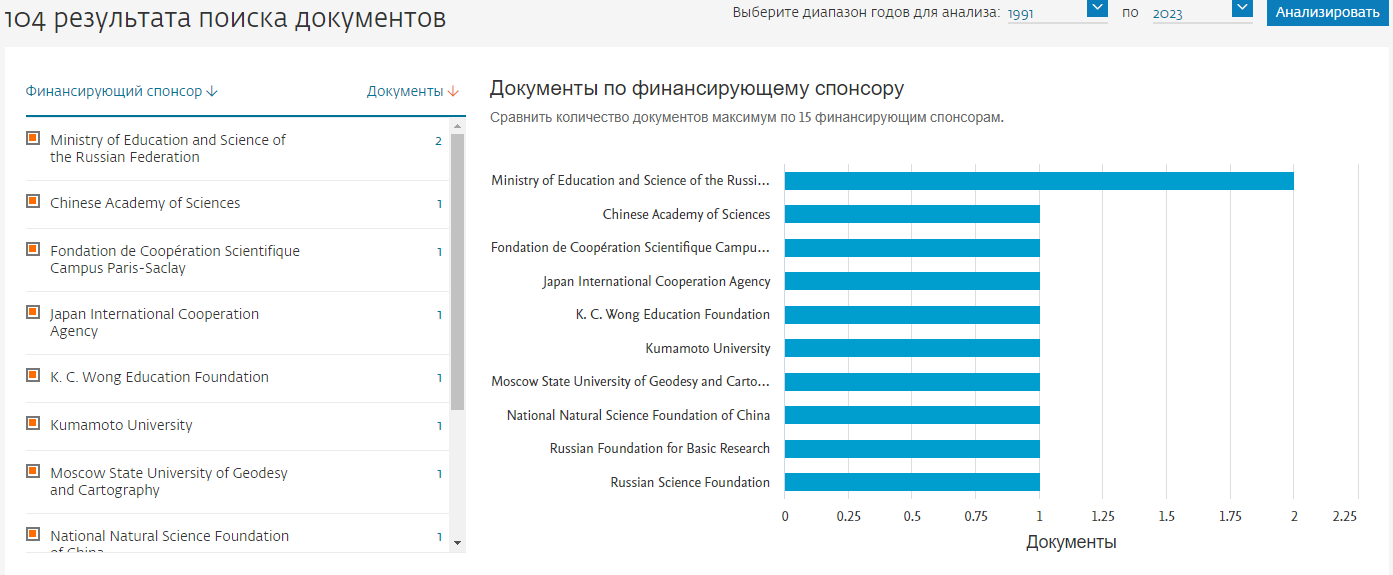 104 результата поиска документов
Выберите диапазон годов для анализа: 1991 по 2023 Анализировать
Финансирующий спонсор Документы
Ministry of Education and Science of 2
the Russian Federation
Chinese Academy of Sciences 1
Fondation de Coopération Scientifique 1
Campus Paris-Saclay
Japan International Cooperation 1
Agency
K. C. Wong Education Foundation 1
Kumamoto University 1
Moscow State University of Geodesy 1
and Cartography
National Natural Science Foundation 1
of China
Документы по финансирующему спонсору
Сравнить количество документов максимум по 15 финансирующим спонсорам.
Ministry of Education and Science of the Russi...
Chinese Academy of Sciences
Fondation de Coopération Scientifique Campu...
Japan International Cooperation Agency
K. C. Wong Education Foundation
Kumamoto University
Moscow State University of Geodesy and Carto...
National Natural Science Foundation of China
Russian Foundation for Basic Research
Russian Science Foundation
0 0.25 0.5 0.75 1 1.25 1.5 1.75 2 2.25
Документы